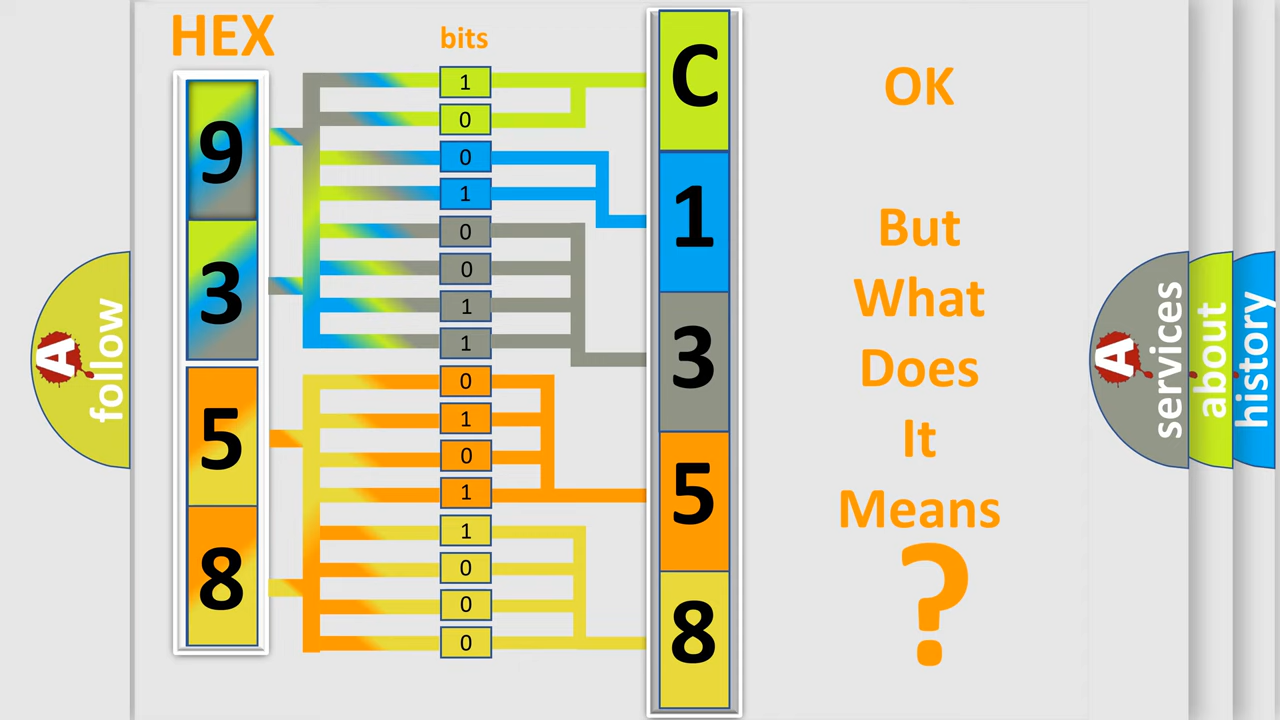 HEX
bits
9
3
5
8
1
0
0
1
0
0
1
1
0
1
0
1
1
0
0
0
C
1
3
5
8
OK
But
What
Does
It
Means
?
A
follow
A
services
about
history